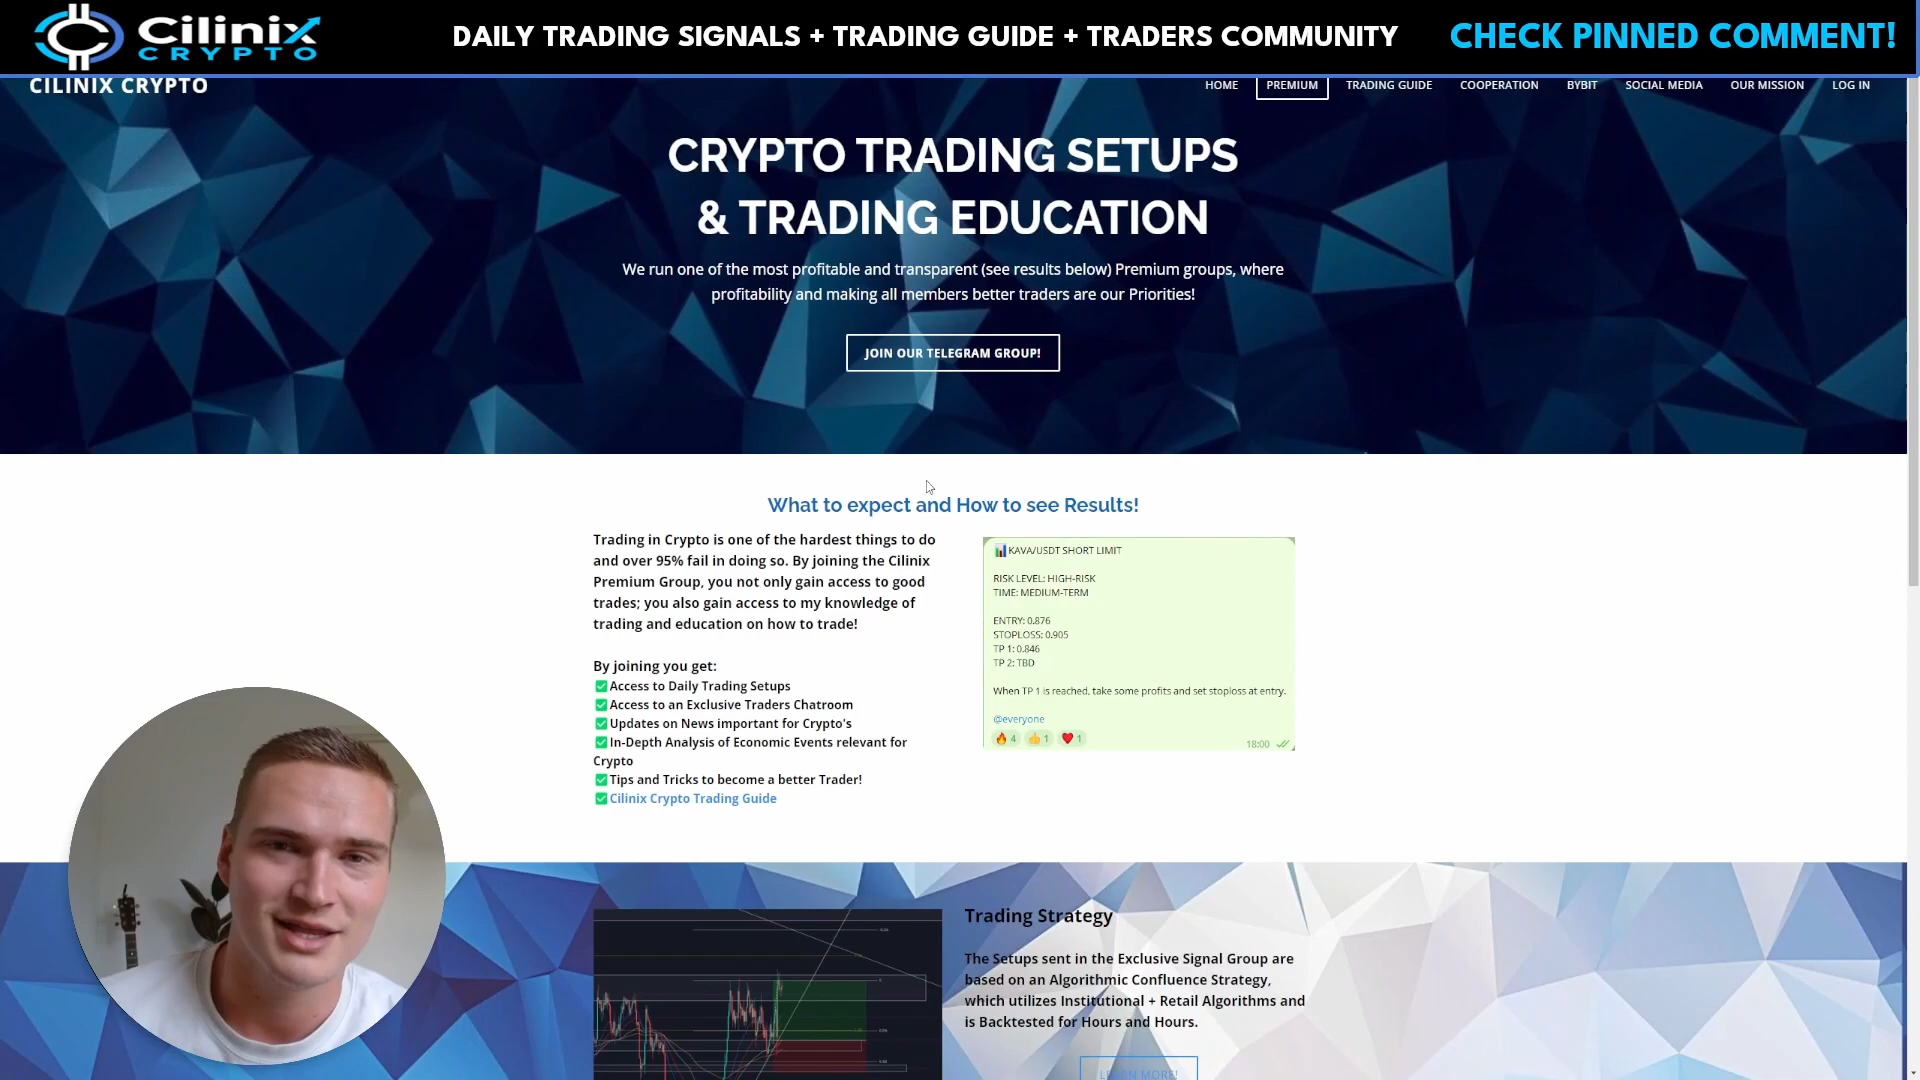 Cilinix
CRYPTO
DAILY TRADING SIGNALS + TRADING GUIDE + TRADERS COMMUNITY
CHECK PINNED COMMENT!
CILINIX CRYPTO
HOME
PREMIUM
TRADING GUIDE
COOPERATION
BYBIT
SOCIAL MEDIA
OUR MISSION
LOG IN
CRYPTO TRADING SETUPS
& TRADING EDUCATION
We run one of the most profitable and transparent (see results below) Premium groups, where
profitability and making all members better traders are our Priorities!
JOIN OUR TELEGRAM GROUP!
What to expect and How to see Results!
Trading in Crypto is one of the hardest things to do
and over 95% fail in doing so. By joining the Cilinix
Premium Group, you not only gain access to good
trades; you also gain access to my knowledge of
trading and education on how to trade!
By joining you get:
✅Access to Daily Trading Setups
✅Access to an Exclusive Traders Chatroom
✅Updates on News important for Crypto's
✅In-Depth Analysis of Economic Events relevant for
Crypto
✅Tips and Tricks to become a better Trader!
✅Cilinix Crypto Trading Guide
📊KAVA/USDT SHORT LIMIT
RISK LEVEL: HIGH-RISK
TIME: MEDIUM-TERM
ENTRY: 0.876
STOPLOSS: 0.905
TP 1: 0.846
TP 2: TBD
When TP 1 is reached, take some profits and set stoploss at entry.
@everyone
🔥 4 👍 1 ❤️ 1
18:00
Trading Strategy
The Setups sent in the Exclusive Signal Group are
based on an Algorithmic Confluence Strategy,
which utilizes Institutional + Retail Algorithms and
is Backtested for Hours and Hours.
LEARN MORE!